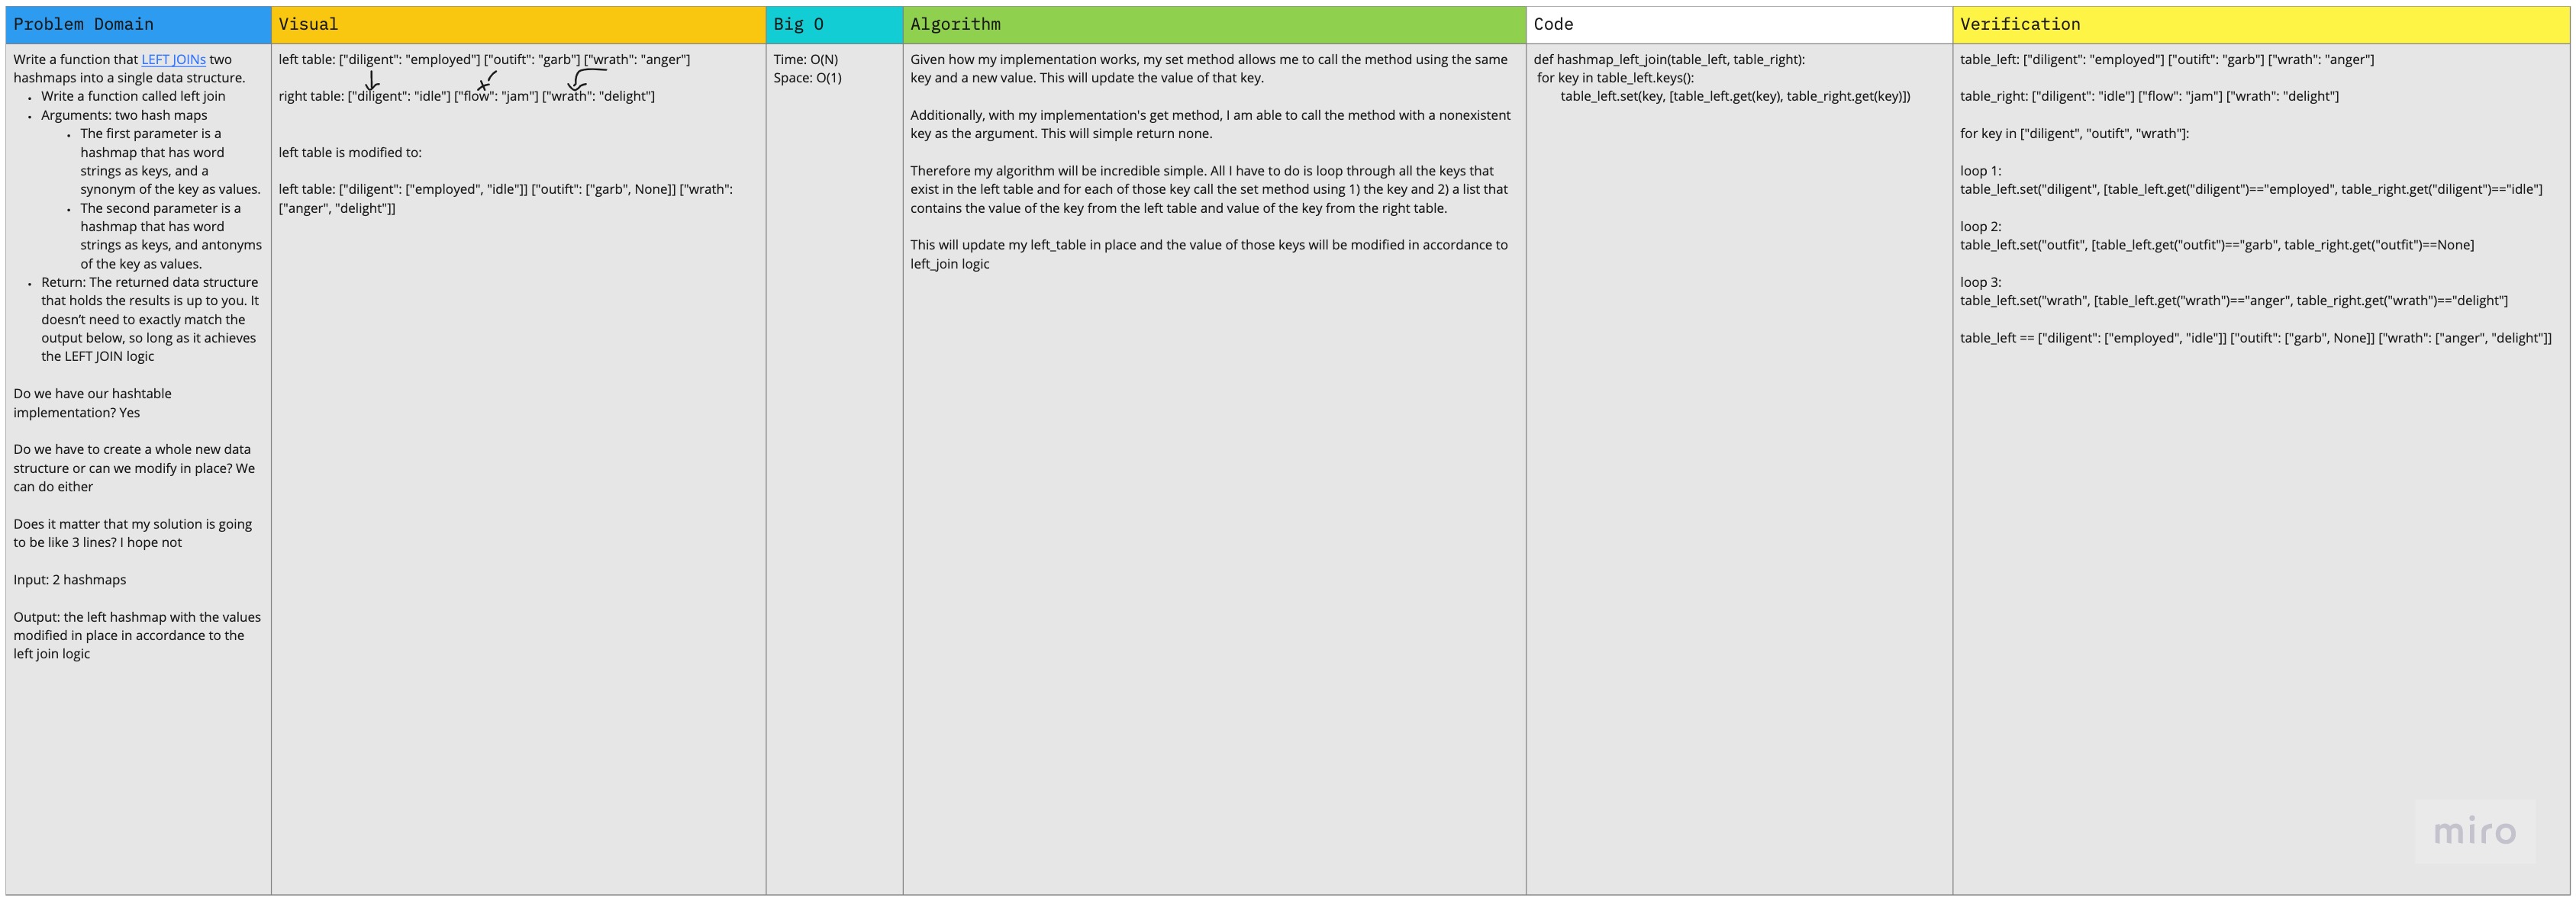 Problem Domain
Write a function that LEFT JOINs two
hashmaps into a single data structure.
• Write a function called left join
• Arguments: two hash maps
• The first parameter is a
hashmap that has word
strings as keys, and a
synonym of the key as values.
• The second parameter is a
hashmap that has word
strings as keys, and antonyms
of the key as values.
• Return: The returned data structure
that holds the results is up to you. It
doesn’t need to exactly match the
output below, so long as it achieves
the LEFT JOIN logic
Do we have our hashtable
implementation? Yes
Do we have to create a whole new data
structure or can we modify in place? We
can do either
Does it matter that my solution is going
to be like 3 lines? I hope not
Input: 2 hashmaps
Output: the left hashmap with the values
modified in place in accordance to the
left join logic
Visual
left table: ["diligent": "employed"] ["outift": "garb"] ["wrath": "anger"]
right table: ["diligent": "idle"] ["flow": "jam"] ["wrath": "delight"]
left table is modified to:
left table: ["diligent": ["employed", "idle"]] ["outift": ["garb", None]] ["wrath":
["anger", "delight"]]
Big O
Time: O(N)
Space: O(1)
Algorithm
Given how my implementation works, my set method allows me to call the method using the same
key and a new value. This will update the value of that key.
Additionally, with my implementation's get method, I am able to call the method with a nonexistent
key as the argument. This will simple return none.
Therefore my algorithm will be incredible simple. All I have to do is loop through all the keys that
exist in the left table and for each of those key call the set method using 1) the key and 2) a list that
contains the value of the key from the left table and value of the key from the right table.
This will update my left_table in place and the value of those keys will be modified in accordance to
left_join logic
Code
def hashmap_left_join(table_left, table_right):
for key in table_left.keys():
table_left.set(key, [table_left.get(key), table_right.get(key)])
Verification
table_left: ["diligent": "employed"] ["outift": "garb"] ["wrath": "anger"]
table_right: ["diligent": "idle"] ["flow": "jam"] ["wrath": "delight"]
for key in ["diligent", "outift", "wrath"]:
loop 1:
table_left.set("diligent", [table_left.get("diligent")=="employed", table_right.get("diligent")=="idle"]
loop 2:
table_left.set("outfit", [table_left.get("outfit")=="garb", table_right.get("outfit")==None]
loop 3:
table_left.set("wrath", [table_left.get("wrath")=="anger", table_right.get("wrath")=="delight"]
table_left == ["diligent": ["employed", "idle"]] ["outift": ["garb", None]] ["wrath": ["anger", "delight"]]
miro